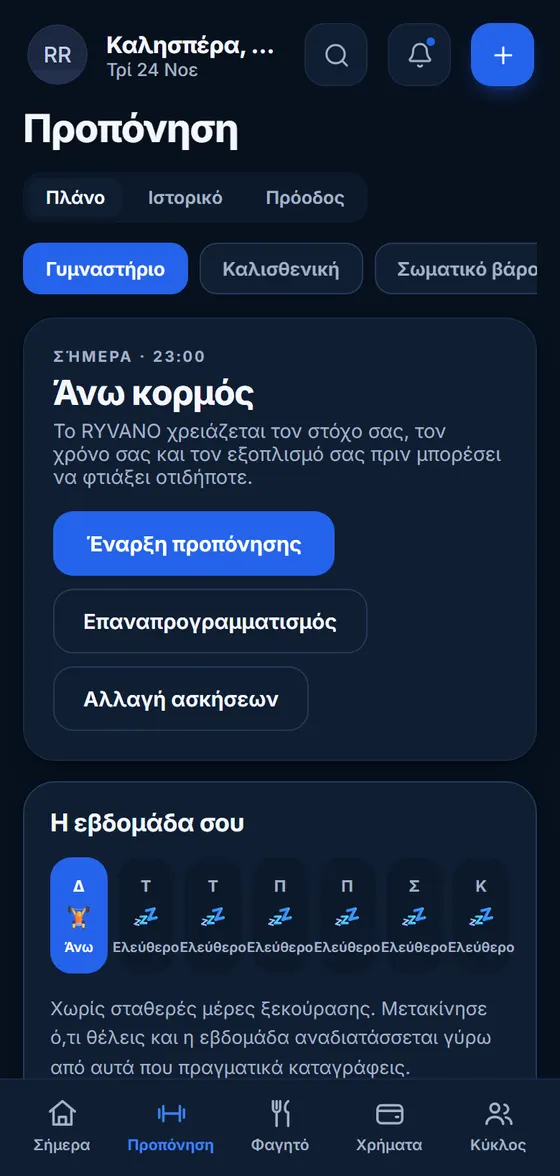 RR
Καλησπέρα, ...
Τρί 24 Νοε
Προπόνηση
Πλάνο Ιστορικό Πρόοδος
Γυμναστήριο Καλισθενική Σωματικό βάρο
ΣΉΜΕΡΑ · 23:00
Άνω κορμός
Το RYVANO χρειάζεται τον στόχο σας, τον
χρόνο σας και τον εξοπλισμό σας πριν μπορέσει
να φτιάξει οτιδήποτε.
Έναρξη προπόνησης
Επαναπρογραμματισμός
Αλλαγή ασκήσεων
Η εβδομάδα σου
Δ Τ Τ Π Π Σ Κ
Άνω Ελεύθερο Ελεύθερο Ελεύθερο Ελεύθερο Ελεύθερο Ελεύθερο
Χωρίς σταθερές μέρες ξεκούρασης. Μετακίνησε
ό,τι θέλεις και η εβδομάδα αναδιατάσσεται γύρω
από αυτά που πραγματικά καταγράφεις.
Σήμερα Προπόνηση Φαγητό Χρήματα Κύκλος